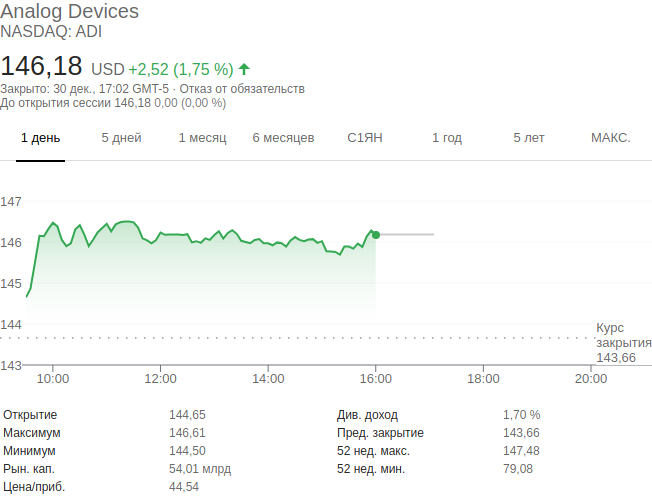 Analog Devices
NASDAQ: ADI
146,18 USD +2,52 (1,75 %)
Закрыто: 30 дек., 17:02 GMT-5 · Отказ от обязательств
До открытия сессии 146,18 0,00 (0,00 %)
1 день 5 дней 1 месяц 6 месяцев С1ЯН 1 год 5 лет МАКС.
147
146
145
144
Курс
закрытия
143,66
143
10:00 12:00 14:00 16:00 18:00 20:00
Открытие 144,65 Див. доход 1,70 %
Максимум 146,61 Пред. закрытие 143,66
Минимум 144,50 52 нед. макс. 147,48
Рын. кап. 54,01 млрд 52 нед. мин. 79,08
Цена/приб. 44,54